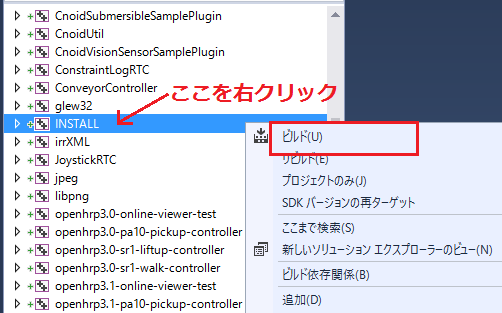 CnoidSubmersibleSamplePlugin
CnoidUtil
CnoidVisionSensorSamplePlugin
ConstraintLogRTC
ConveyorController
ここを右クリック
glew32
INSTALL
irrXML
JoystickRTC
jpeg
libpng
openhrp3.0-online-viewer-test
openhrp3.0-pa10-pickup-controller
openhrp3.0-sr1-liftup-controller
openhrp3.0-sr1-walk-controller
openhrp3.1-online-viewer-test
openhrp3.1-pa10-pickup-controller
ビルド(U)
リビルド(E)
プロジェクトのみ(J)
SDK バージョンの再ターゲット
ここまで検索(S)
新しいソリューション エクスプローラーのビュー(N)
ビルド依存関係(B)
追加(D)